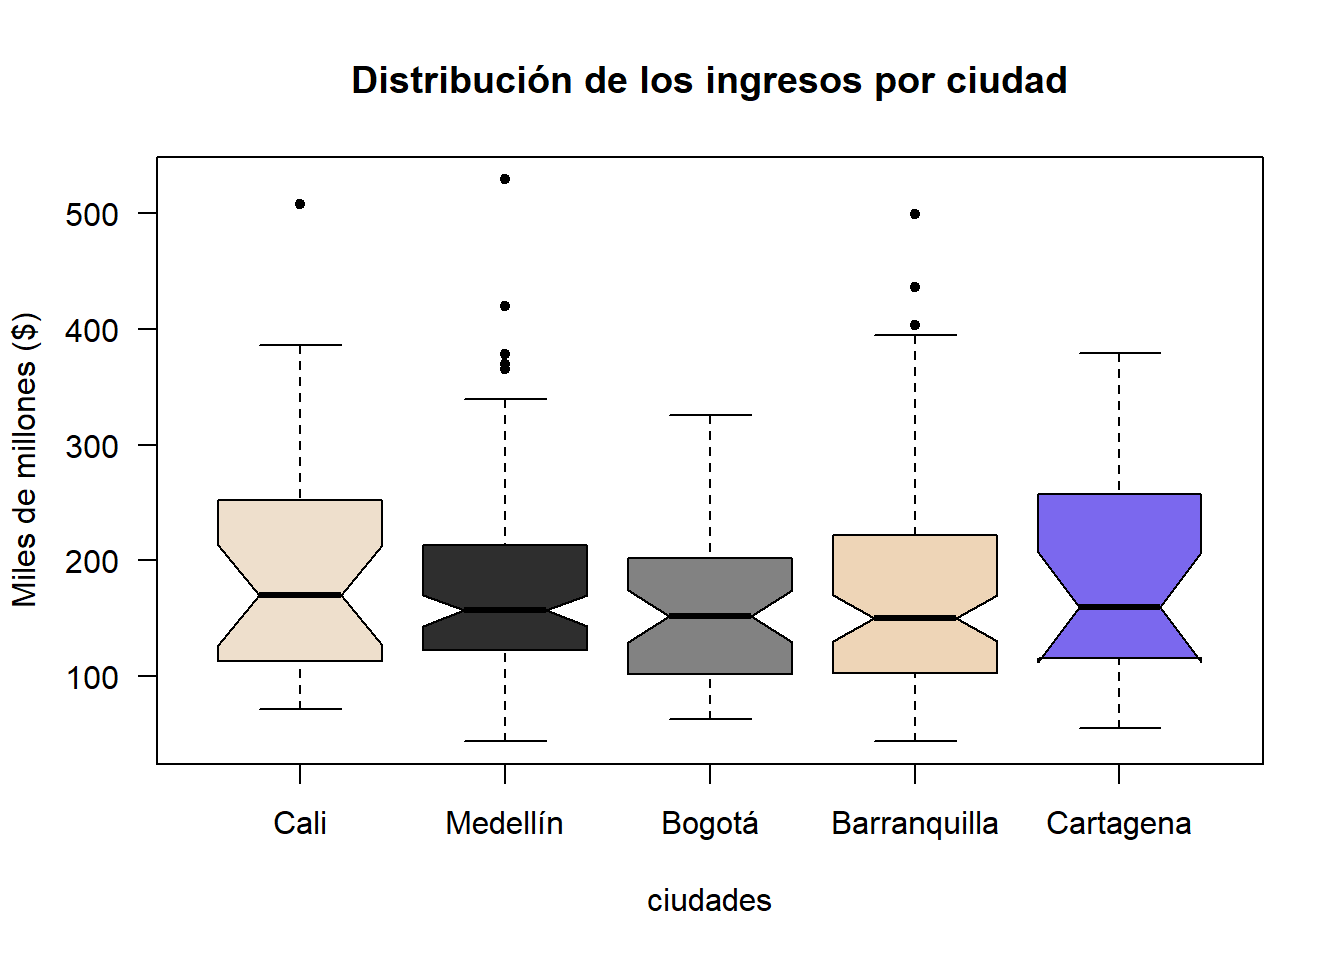 Distribución de los ingresos por ciudad
Miles de millones ($)
500
400
300
200
100
Cali Medellín Bogotá Barranquilla Cartagena
ciudades